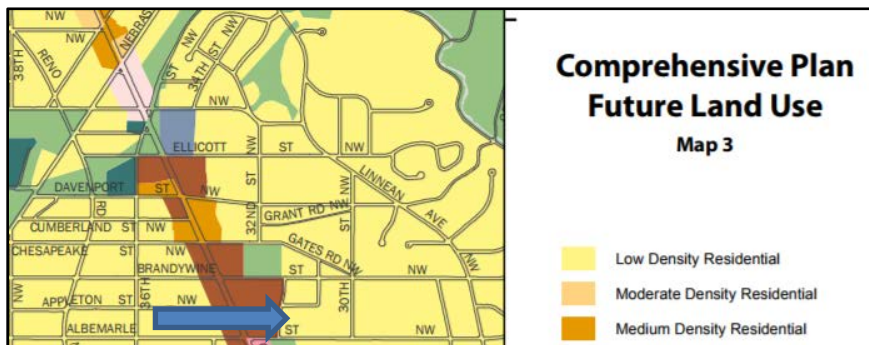 NW
NEBRAS
RENO
NW
38TH
ST
34TH
ST
NW
NW
NW
ELLICOTT
NW
ST
NW
LINNEAN
AVE
NW
DAVENPORT
ST
NW
ST
32ND
GRANT RD NW
NW
ST
RD
CUMBERLAND ST NW
CHESAPEAKE ST NW
GATES RD NW
BRANDYWINE
ST
NW
30TH
NW
36TH
APPLETON ST
NW
ALBEMARLE
ST
NW
Comprehensive Plan
Future Land Use
Map 3
Low Density Residential
Moderate Density Residential
Medium Density Residential